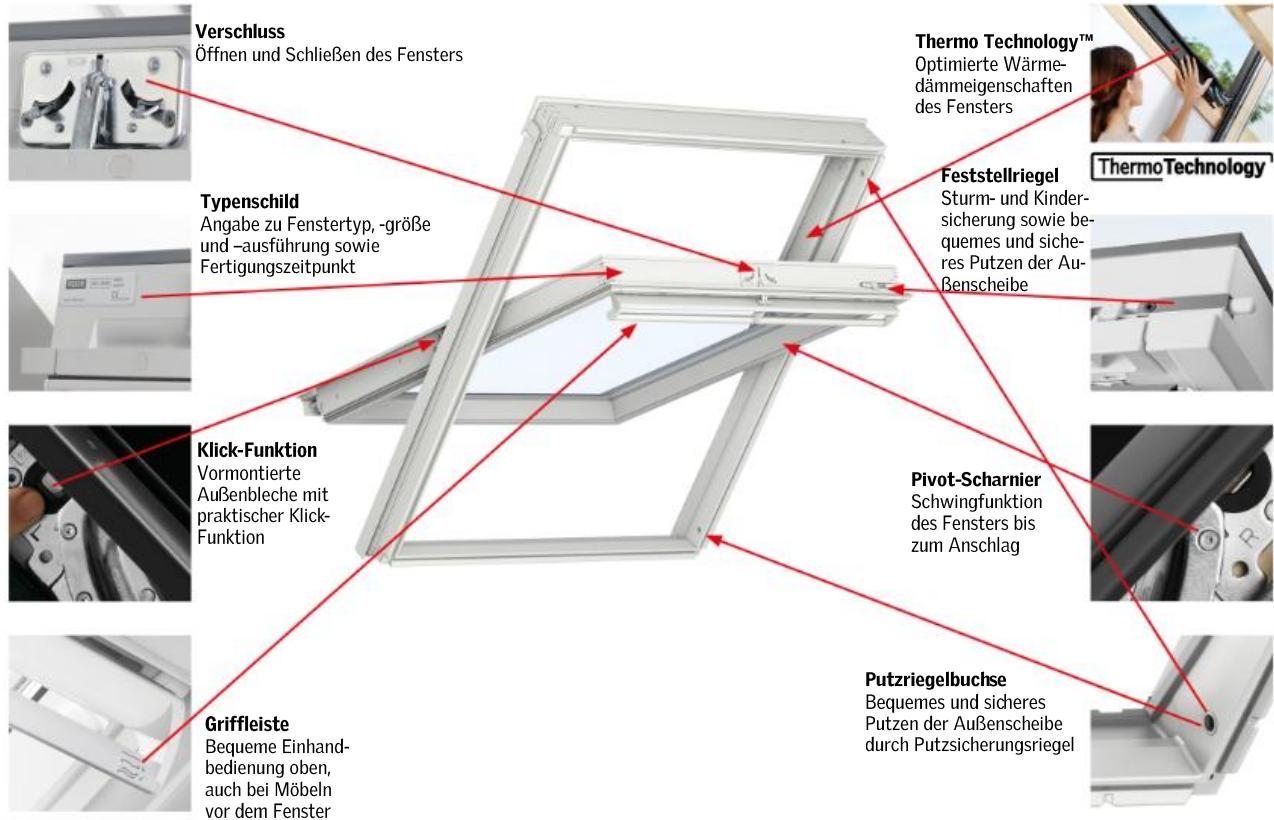 Verschluss
Öffnen und Schließen des Fensters
Typenschild
Angabe zu Fenstertyp, -größe
und –ausführung sowie
Fertigungszeitpunkt
Klick-Funktion
Vormontierte
Außenbleche mit
praktischer Klick-
Funktion
Griffleiste
Bequeme Einhand-
bedienung oben,
auch bei Möbeln
vor dem Fenster
Thermo Technology™
Optimierte Wärme-
dämmeigenschaften
des Fensters
ThermoTechnology
Feststellriegel
Sturm- und Kinder-
sicherung sowie be-
quemes und siche-
res Putzen der Au-
ßenscheibe
Pivot-Scharnier
Schwingfunktion
des Fensters bis
zum Anschlag
R
Putzriegelbuchse
Bequemes und sicheres
Putzen der Außenscheibe
durch Putzsicherungsriegel